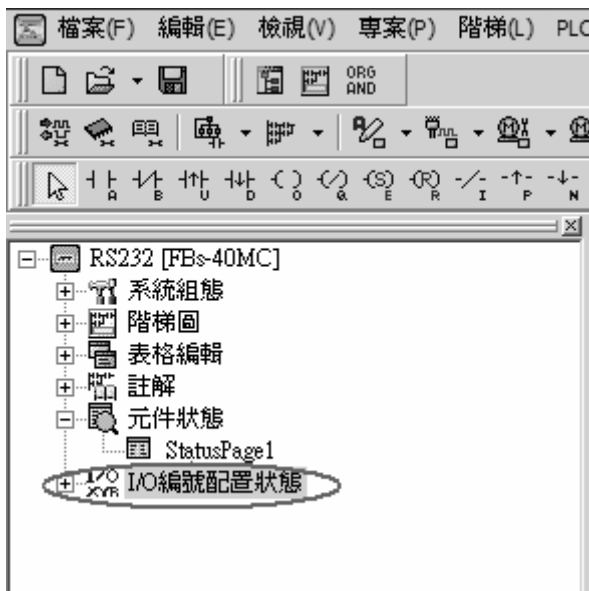 檔案(F) 編輯(E) 檢視(V) 專案(P) 階梯(L) PLC
ORG
AND
A B U D O Q E R I P N
RS232 [FBs-40MC]
系統組態
階梯圖
表格編輯
註解
元件狀態
StatusPage1
I/O編號配置狀態